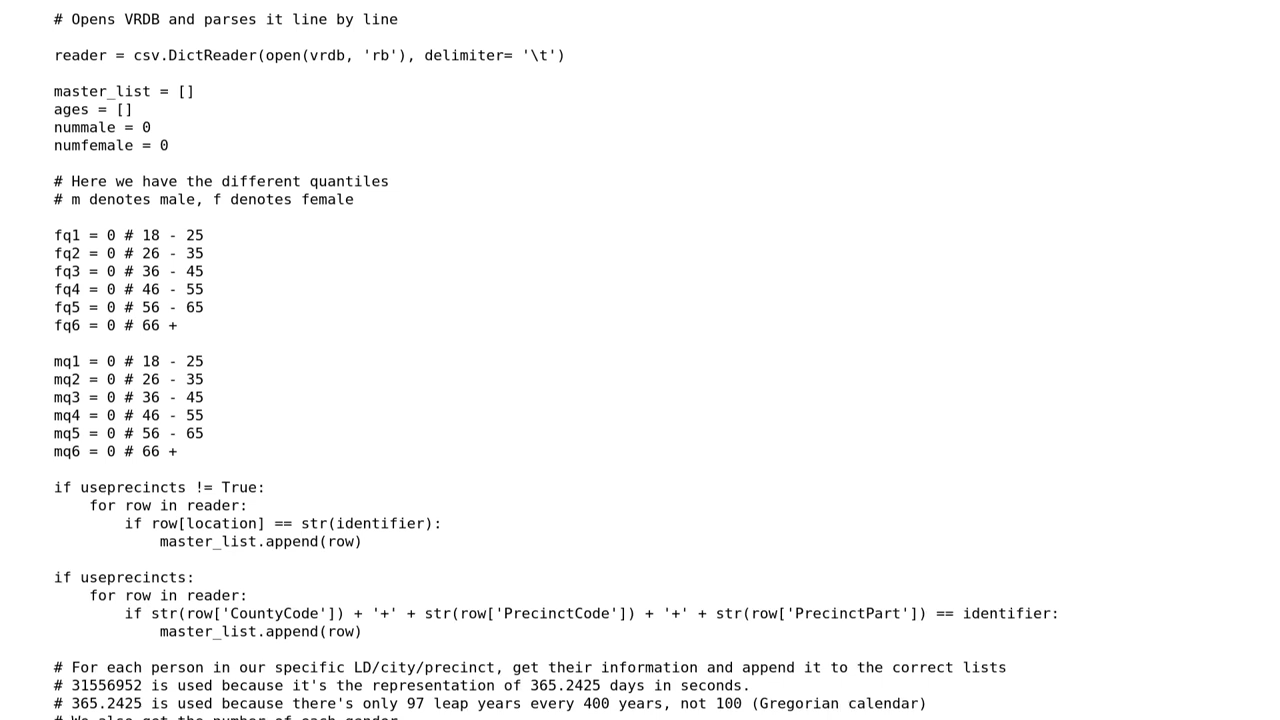 # Opens VRDB and parses it line by line
reader = csv.DictReader(open(vrdb, 'rb'), delimiter= '\t')
master_list = []
ages = []
nummale = 0
numfemale = 0
# Here we have the different quantiles
# m denotes male, f denotes female
fq1 = 0 # 18 - 25
fq2 = 0 # 26 - 35
fq3 = 0 # 36 - 45
fq4 = 0 # 46 - 55
fq5 = 0 # 56 - 65
fq6 = 0 # 66 +
mq1 = 0 # 18 - 25
mq2 = 0 # 26 - 35
mq3 = 0 # 36 - 45
mq4 = 0 # 46 - 55
mq5 = 0 # 56 - 65
mq6 = 0 # 66 +
if useprecincts != True:
    for row in reader:
        if row[location] == str(identifier):
            master_list.append(row)
if useprecincts:
    for row in reader:
        if str(row['CountyCode']) + '+' + str(row['PrecinctCode']) + '+' + str(row['PrecinctPart']) == identifier:
            master_list.append(row)
# For each person in our specific LD/city/precinct, get their information and append it to the correct lists
# 31556952 is used because it's the representation of 365.2425 days in seconds.
# 365.2425 is used because there's only 97 leap years every 400 years, not 100 (Gregorian calendar)
# We also get the number of each gender